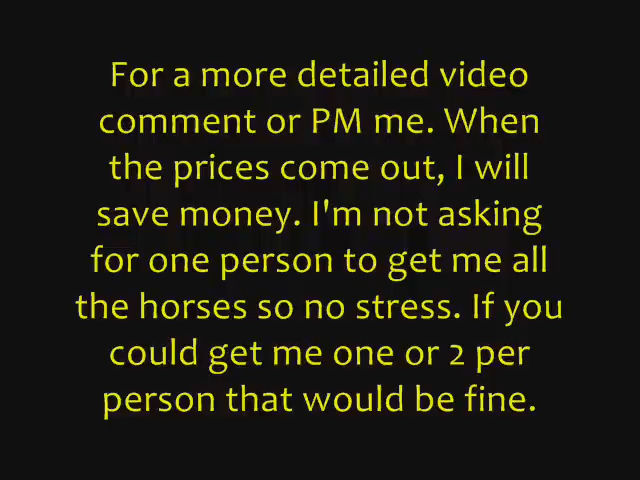 For a more detailed video
comment or PM me. When
the prices come out, I will
save money. I'm not asking
for one person to get me all
the horses so no stress. If you
could get me one or 2 per
person that would be fine.